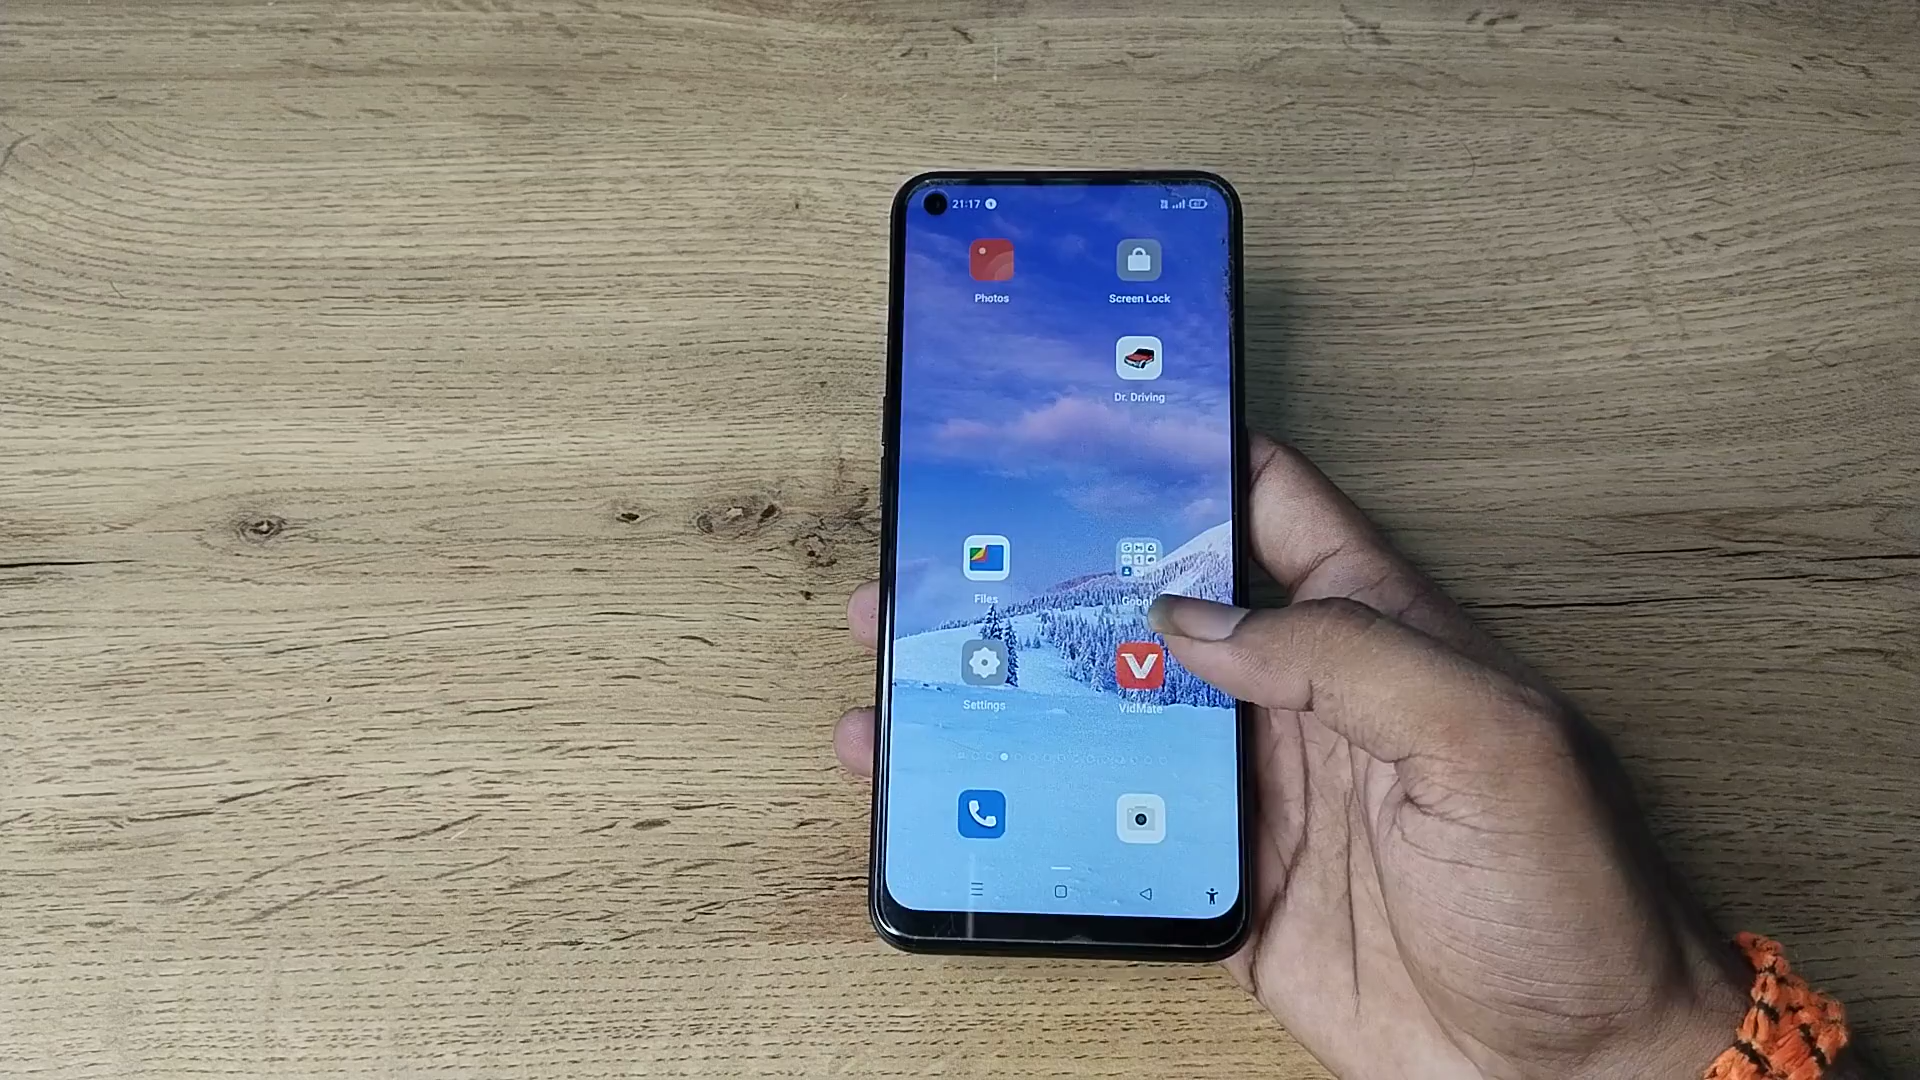 21:17
Photos
Screen Lock
Dr. Driving
Files
Settings
VidMate